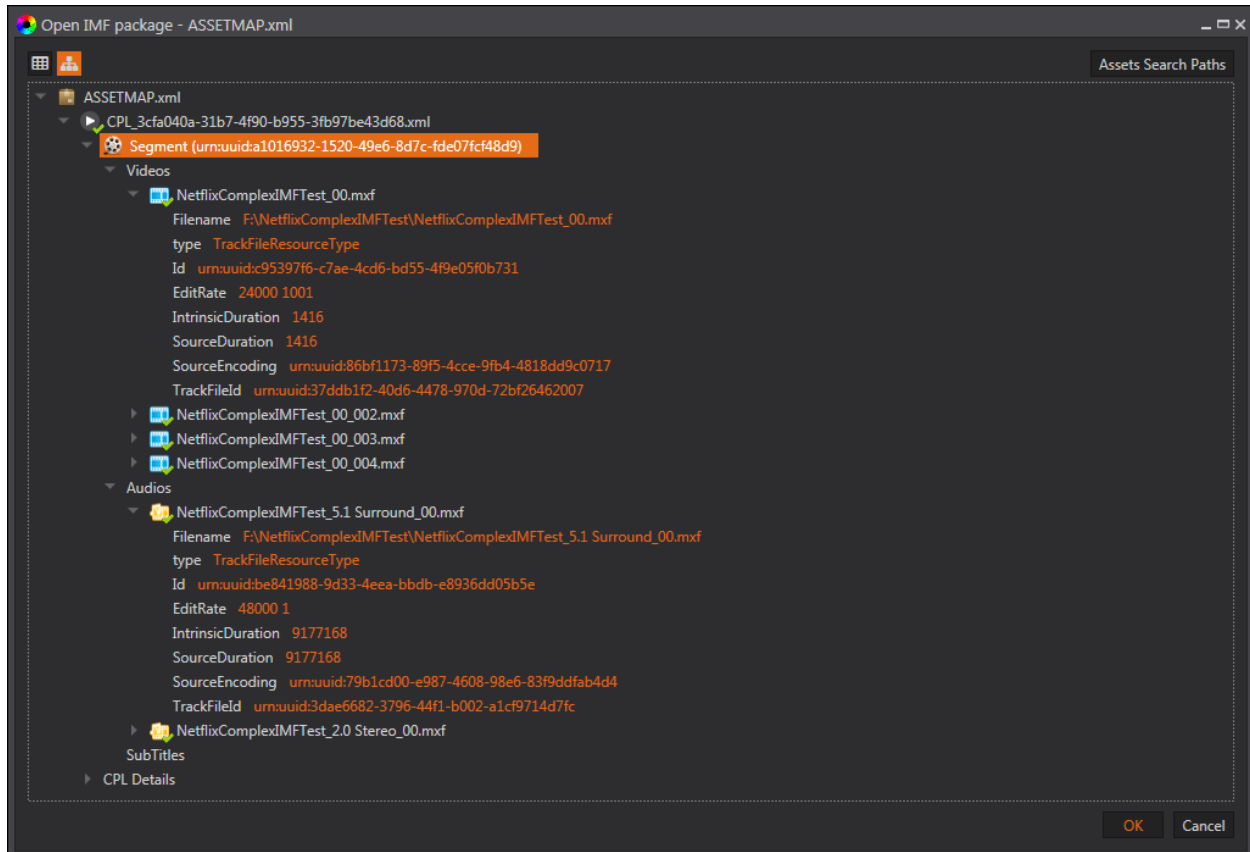 Open IMF package - ASSETMAP.xml
Assets Search Paths
ASSETMAP.xml
CPL_3cfa040a-31b7-4f90-b955-3fb97be43d68.xml
Segment (urn:uuid:a1016932-1520-49e6-8d7c-fde07fcf48d9)
Videos
NetflixComplexIMFTest_00.mxf
Filename F:\NetflixComplexIMFTest\NetflixComplexIMFTest_00.mxf
type TrackFileResourceType
Id urn:uuid:c95397f6-c7ae-4cd6-bd55-4f9e05f0b731
EditRate 24000 1001
IntrinsicDuration 1416
SourceDuration 1416
SourceEncoding urn:uuid:86bf1173-89f5-4cce-9fb4-4818dd9c0717
TrackFileId urn:uuid:37ddb1f2-40d6-4478-970d-72bf26462007
NetflixComplexIMFTest_00_002.mxf
NetflixComplexIMFTest_00_003.mxf
NetflixComplexIMFTest_00_004.mxf
Audios
NetflixComplexIMFTest_5.1 Surround_00.mxf
Filename F:\NetflixComplexIMFTest\NetflixComplexIMFTest_5.1 Surround_00.mxf
type TrackFileResourceType
Id urn:uuid:be841988-9d33-4eea-bbdb-e8936dd05b5e
EditRate 48000 1
IntrinsicDuration 9177168
SourceDuration 9177168
SourceEncoding urn:uuid:79b1cd00-e987-4608-98e6-83f9ddfab4d4
TrackFileId urn:uuid:3dae6682-3796-44f1-b002-a1cf9714d7fc
NetflixComplexIMFTest_2.0 Stereo_00.mxf
SubTitles
CPL Details
OK Cancel